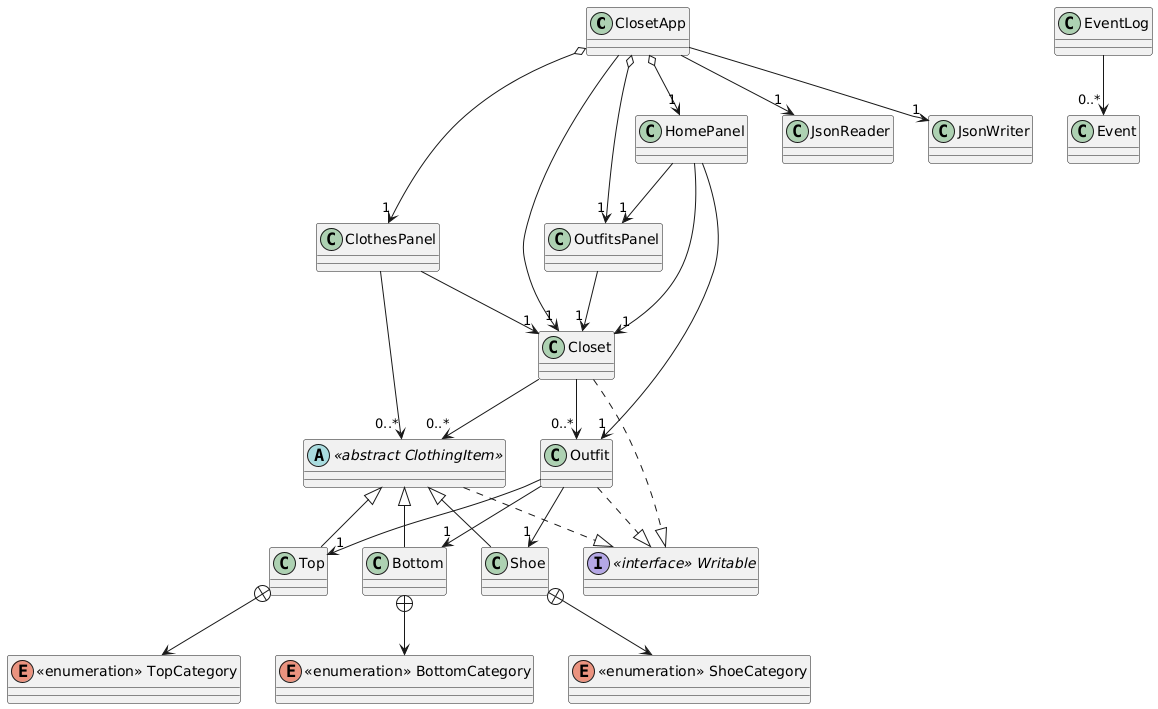 C ClosetApp
C EventLog
1
1
1
0..*
C HomePanel
C JsonReader
C JsonWriter
C Event
1
1
1
C ClothesPanel
C OutfitsPanel
1
1
1
1
C Closet
0..*
0..*
0..*
1
A «abstract ClothingItem»
C Outfit
1
1
1
C Top
C Bottom
C Shoe
I «interface» Writable
E «enumeration» TopCategory
E «enumeration» BottomCategory
E «enumeration» ShoeCategory